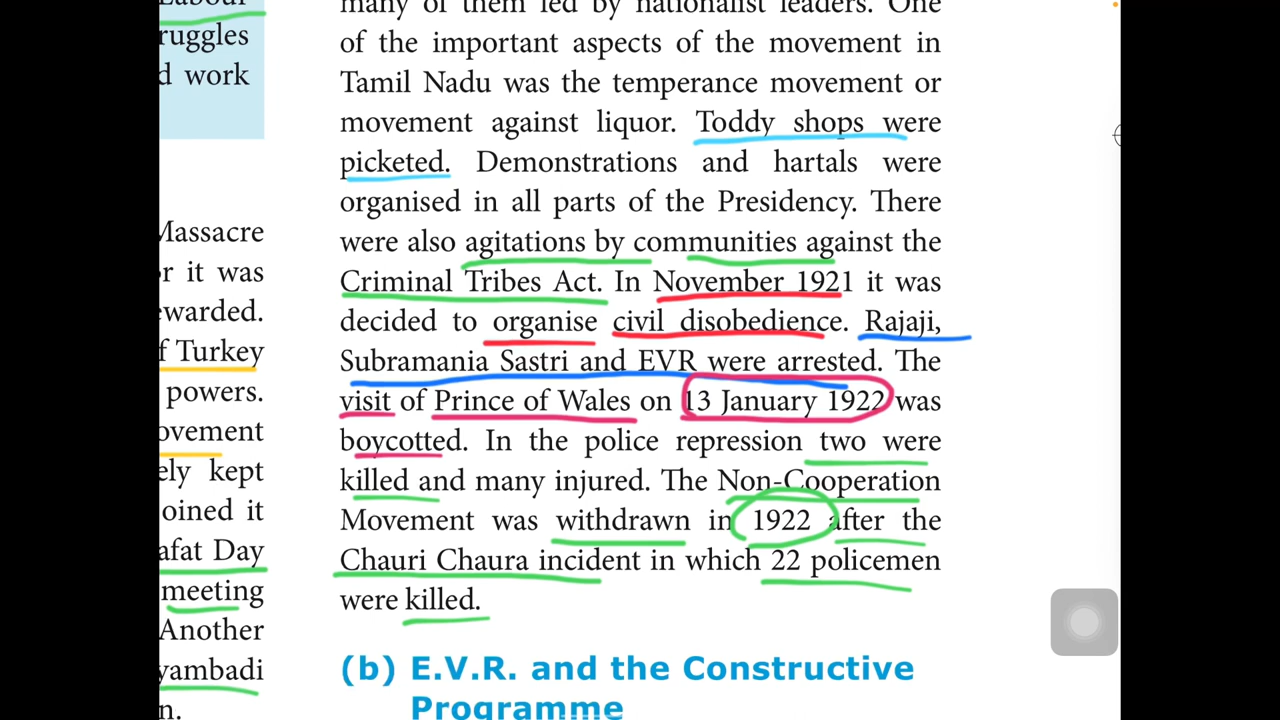 Labour
ruggles
d work
Massacre
r it was
ewarded.
f Turkey
powers.
ovement
ely kept
oined it
afat Day
meeting
Another
yambadi
n.
many of them led by nationalist leaders. One
of the important aspects of the movement in
Tamil Nadu was the temperance movement or
movement against liquor. Toddy shops were
picketed. Demonstrations and hartals were
organised in all parts of the Presidency. There
were also agitations by communities against the
Criminal Tribes Act. In November 1921 it was
decided to organise civil disobedience. Rajaji,
Subramania Sastri and EVR were arrested. The
visit of Prince of Wales on 13 January 1922 was
boycotted. In the police repression two were
killed and many injured. The Non-Cooperation
Movement was withdrawn in 1922 after the
Chauri Chaura incident in which 22 policemen
were killed.
(b) E.V.R. and the Constructive
Programme